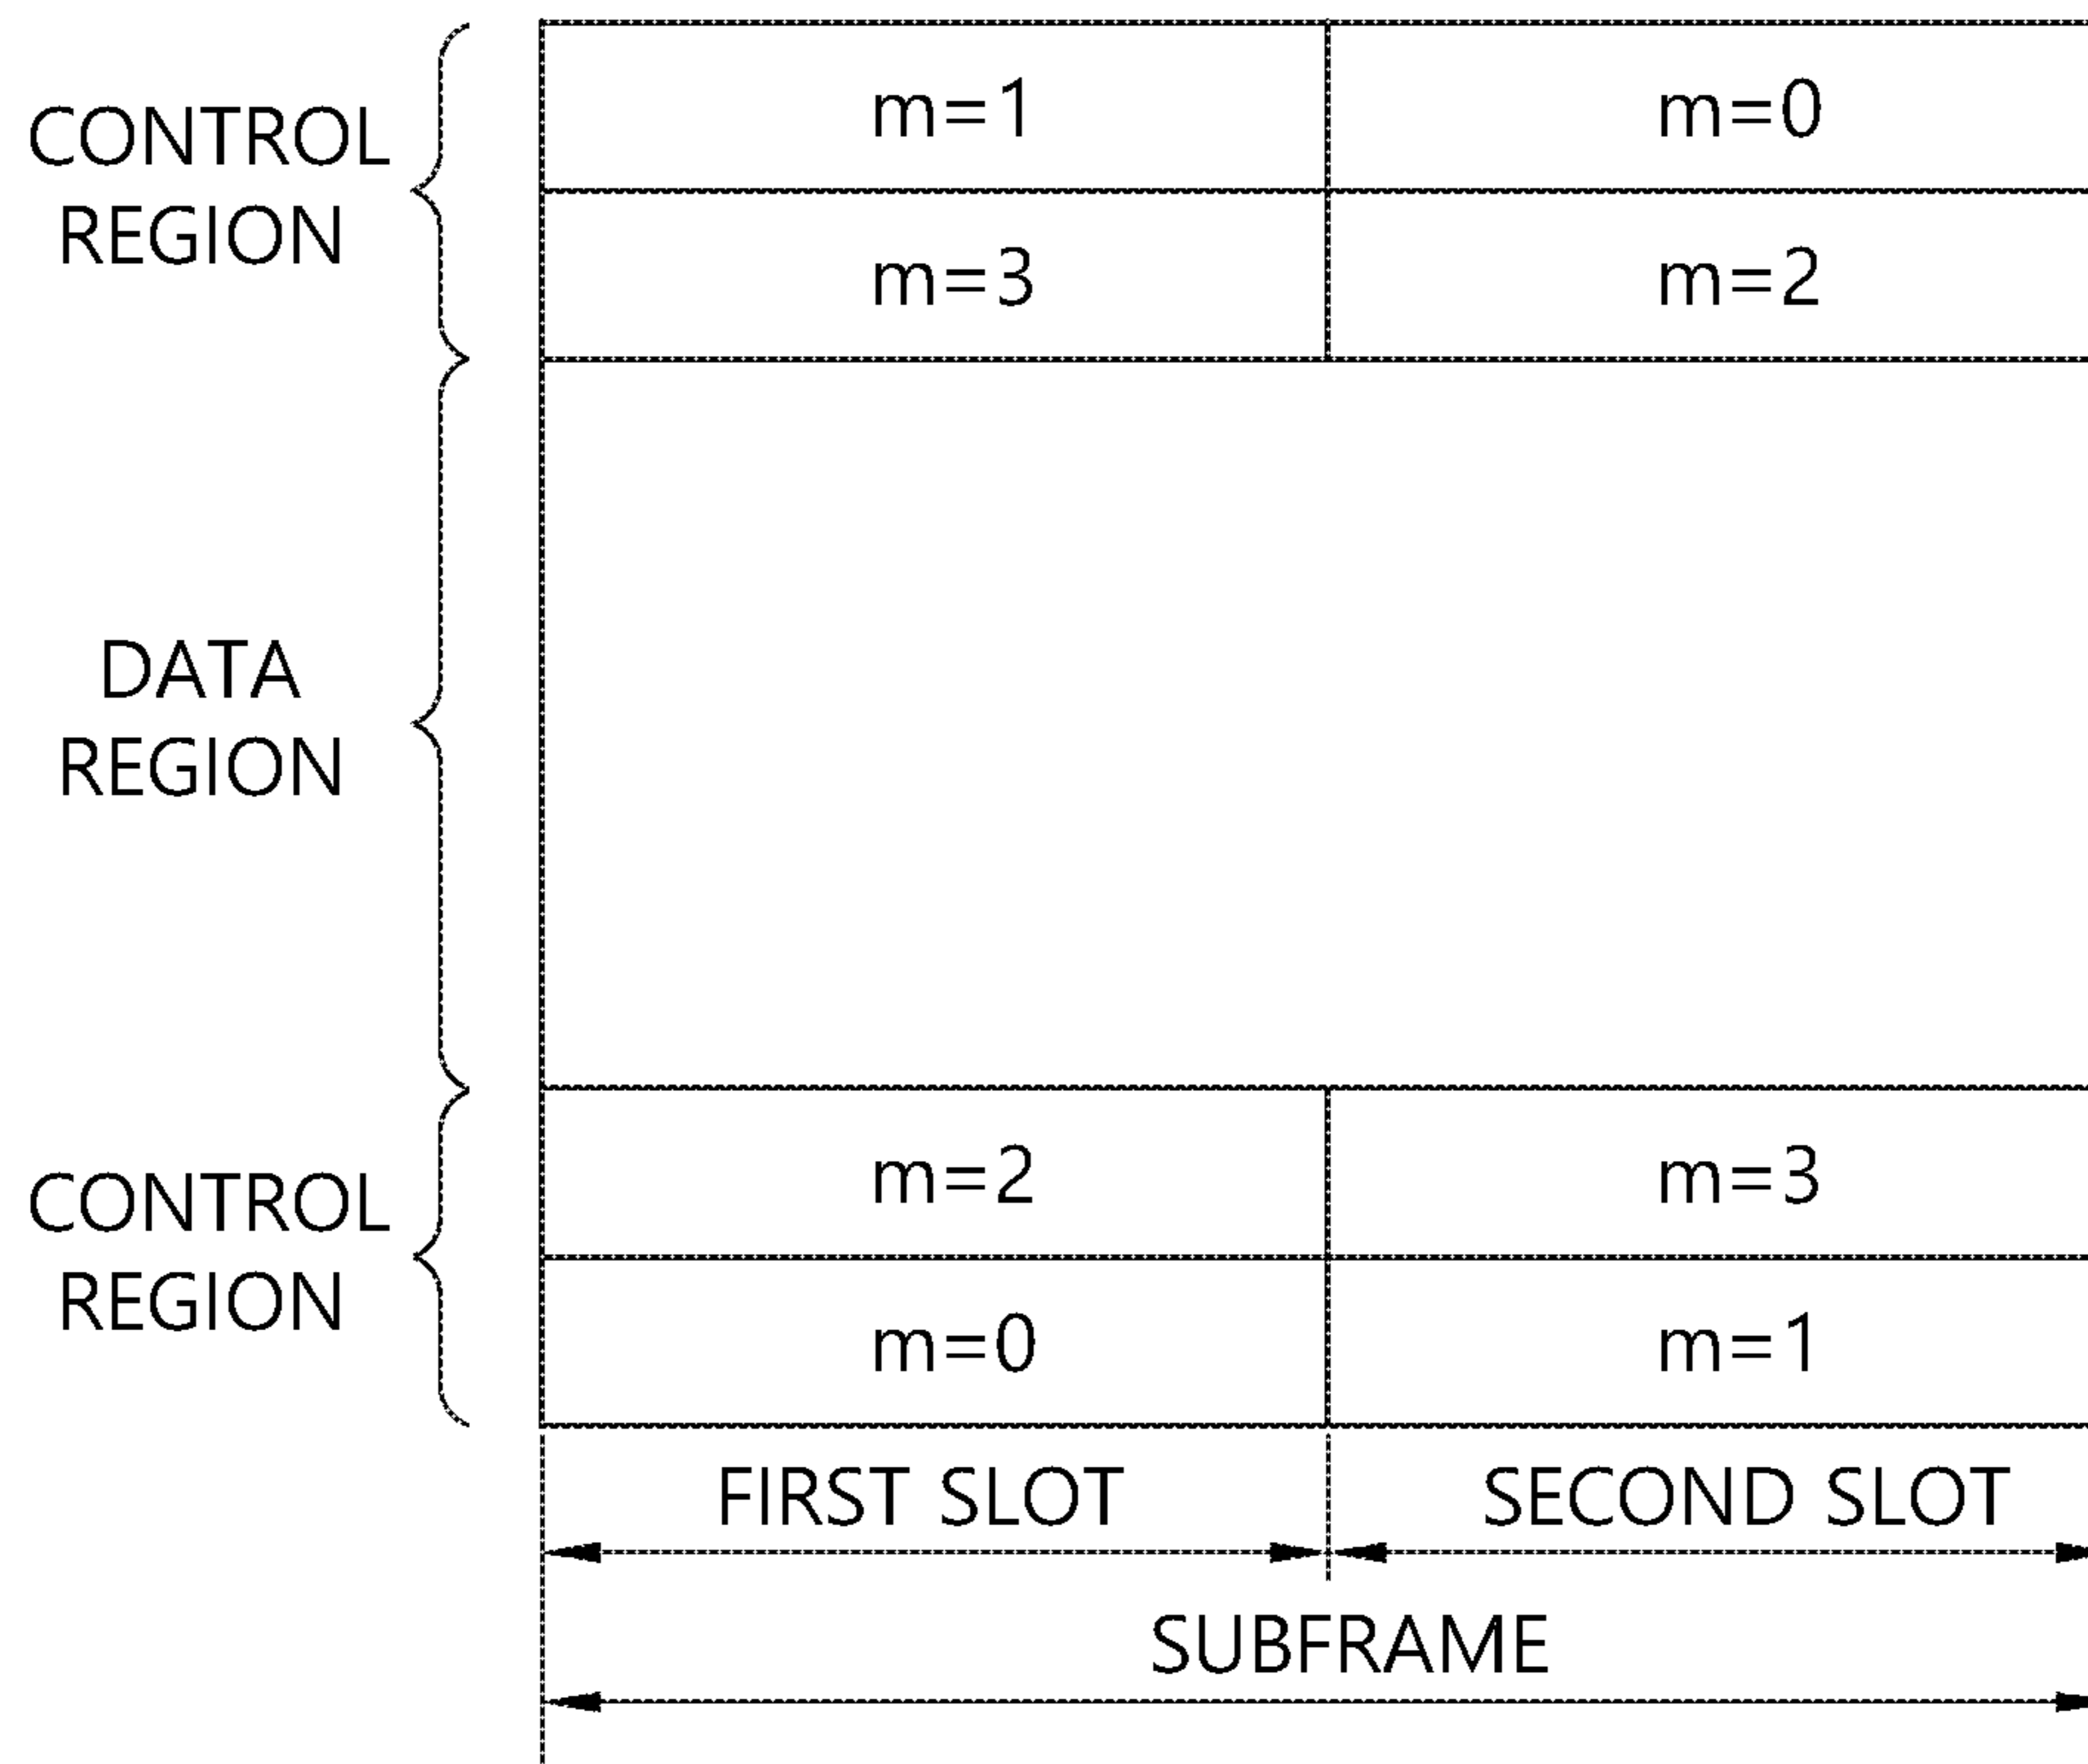 m=1 m=0
CONTROL
REGION
m=3 m=2
DATA
REGION
m=2 m=3
CONTROL
REGION
m=0 m=1
FIRST SLOT SECOND SLOT
SUBFRAME